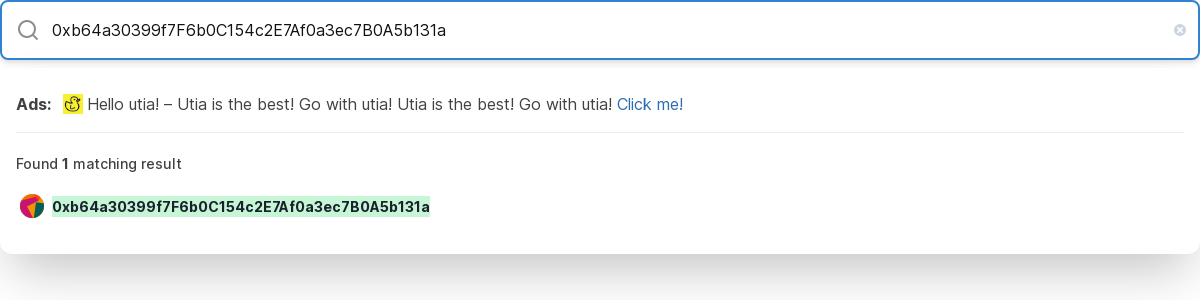 0xb64a30399f7F6b0C154c2E7Af0a3ec7B0A5b131a
Ads: Hello utia! – Utia is the best! Go with utia! Utia is the best! Go with utia! Click me!
Found 1 matching result
0xb64a30399f7F6b0C154c2E7Af0a3ec7B0A5b131a